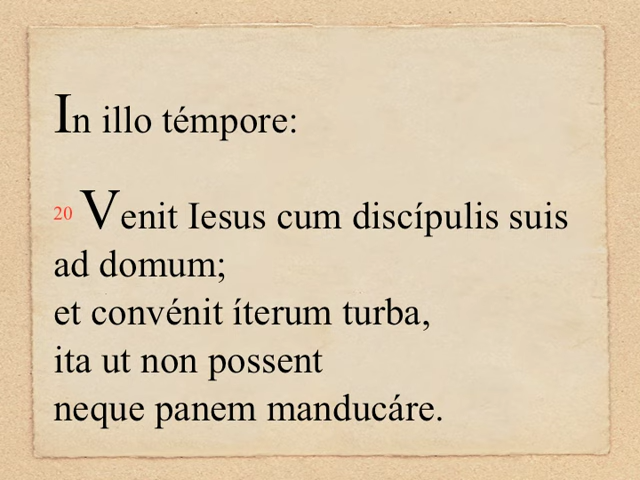 In illo témpore:
20 Venit Iesus cum discípulis suis
ad domum;
et convénit íterum turba,
ita ut non possent
neque panem manducáre.